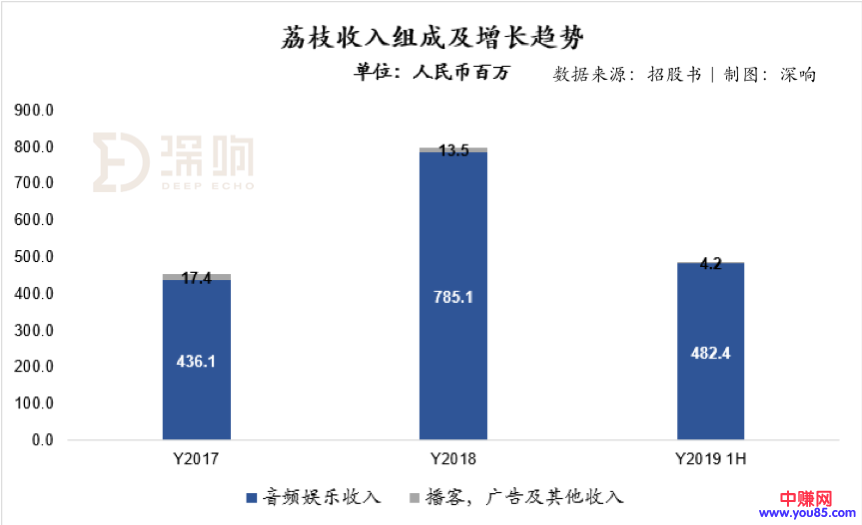 荔枝收入组成及增长趋势
单位：人民币百万 数据来源：招股书 | 制图：深响
900.0
800.0
700.0
600.0
500.0
400.0
300.0
200.0
100.0
0.0
深响
DEEP ECHO
17.4
436.1
13.5
785.1
4.2
482.4
Y2017 Y2018 Y2019 1H
音频娱乐收入 播客，广告及其他收入
中赚网
www.you85.com